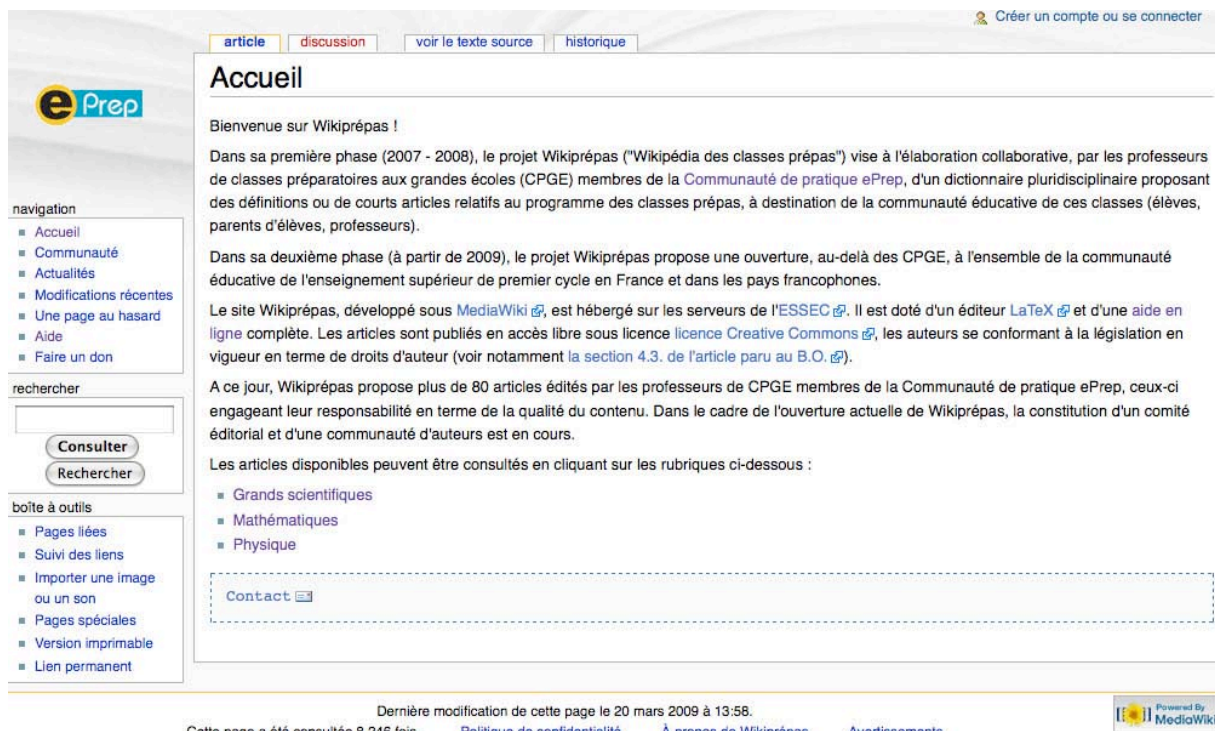 Créer un compte ou se connecter
article discussion voir le texte source historique
e Prep
Accueil
Bienvenue sur Wikiprépas !
Dans sa première phase (2007 - 2008), le projet Wikiprépas ("Wikipédia des classes prépas") vise à l'élaboration collaborative, par les professeurs
de classes préparatoires aux grandes écoles (CPGE) membres de la Communauté de pratique ePrep, d'un dictionnaire pluridisciplinaire proposant
des définitions ou de courts articles relatifs au programme des classes prépas, à destination de la communauté éducative de ces classes (élèves,
parents d'élèves, professeurs).
Dans sa deuxième phase (à partir de 2009), le projet Wikiprépas propose une ouverture, au-delà des CPGE, à l'ensemble de la communauté
éducative de l'enseignement supérieur de premier cycle en France et dans les pays francophones.
Le site Wikiprépas, développé sous MediaWiki, est hébergé sur les serveurs de l'ESSEC. Il est doté d'un éditeur LaTeX et d'une aide en
ligne complète. Les articles sont publiés en accès libre sous licence licence Creative Commons, les auteurs se conformant à la législation en
vigueur en terme de droits d'auteur (voir notamment la section 4.3. de l'article paru au B.O.).
A ce jour, Wikiprépas propose plus de 80 articles édités par les professeurs de CPGE membres de la Communauté de pratique ePrep, ceux-ci
engageant leur responsabilité en terme de la qualité du contenu. Dans le cadre de l'ouverture actuelle de Wikiprépas, la constitution d'un comité
éditorial et d'une communauté d'auteurs est en cours.
Les articles disponibles peuvent être consultés en cliquant sur les rubriques ci-dessous :
Grands scientifiques
Mathématiques
Physique
Contact
navigation
Accueil
Communauté
Actualités
Modifications récentes
Une page au hasard
Aide
Faire un don
rechercher
Consulter
Rechercher
boîte à outils
Pages liées
Suivi des liens
Importer une image
ou un son
Pages spéciales
Version imprimable
Lien permanent
Dernière modification de cette page le 20 mars 2009 à 13:58.
Cette page a été consultée 8 246 fois. Politique de confidentialité À propos de Wikiprépas Avertissements
Powered By
MediaWiki